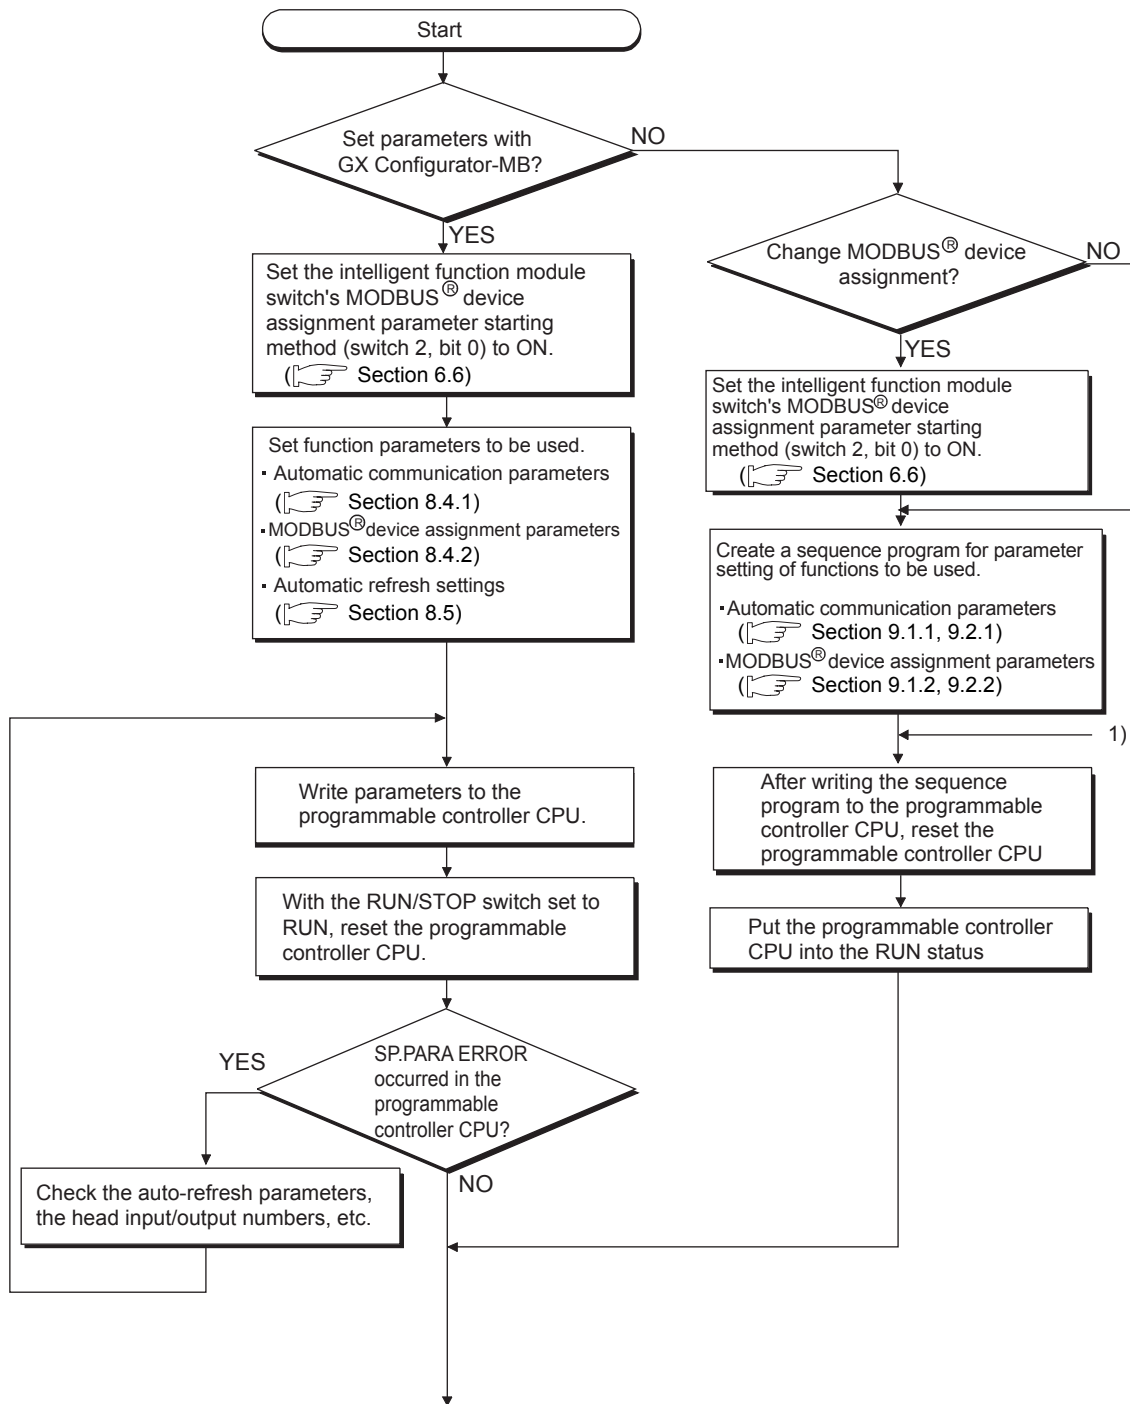 Start
Set parameters with
GX Configurator-MB?
NO
YES
Change MODBUS® device
assignment?
NO
YES
Set the intelligent function module
switch's MODBUS® device
assignment parameter starting
method (switch 2, bit 0) to ON.
( Section 6.6)
Set the intelligent function module
switch's MODBUS® device
assignment parameter starting
method (switch 2, bit 0) to ON.
( Section 6.6)
Set function parameters to be used.
· Automatic communication parameters
( Section 8.4.1)
· MODBUS® device assignment parameters
( Section 8.4.2)
· Automatic refresh settings
( Section 8.5)
Create a sequence program for parameter
setting of functions to be used.
· Automatic communication parameters
( Section 9.1.1, 9.2.1)
· MODBUS® device assignment parameters
( Section 9.1.2, 9.2.2)
1)
Write parameters to the
programmable controller CPU.
After writing the sequence
program to the programmable
controller CPU, reset the
programmable controller CPU
With the RUN/STOP switch set to
RUN, reset the programmable
controller CPU.
Put the programmable controller
CPU into the RUN status
SP.PARA ERROR
occurred in the
programmable
controller CPU?
YES
NO
Check the auto-refresh parameters,
the head input/output numbers, etc.